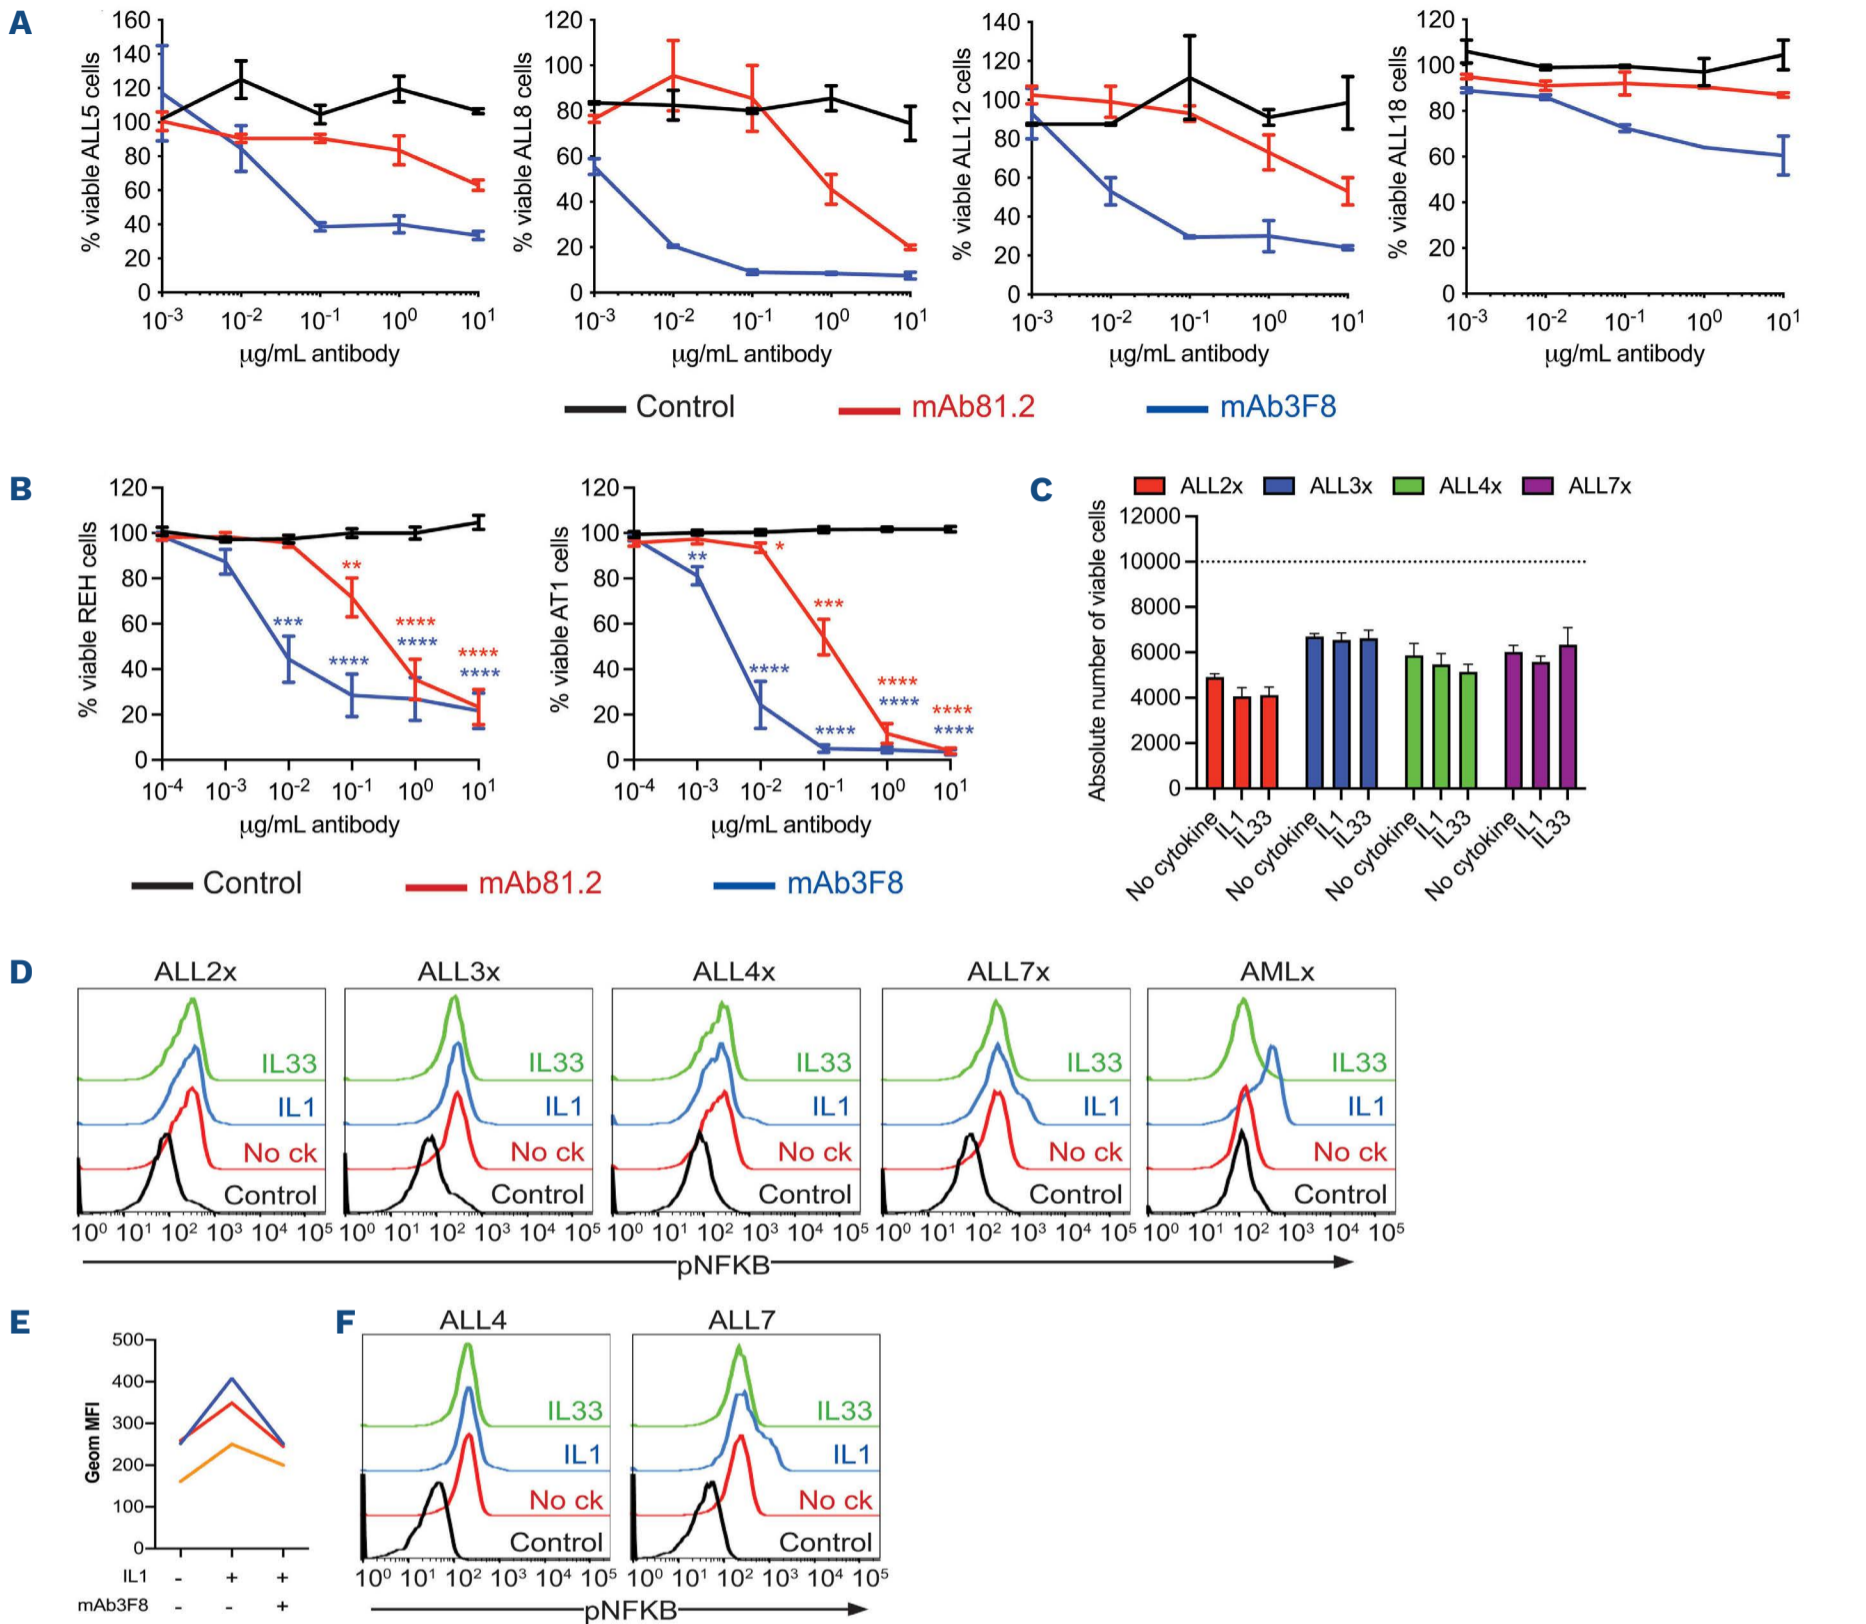 A
% viable ALL5 cells
160
140
120
100
80
60
40
20
0
10-3 10-2 10-1 100 101
µg/mL antibody
% viable ALL8 cells
120
100
80
60
40
20
0
10-3 10-2 10-1 100 101
µg/mL antibody
% viable ALL12 cells
140
120
100
80
60
40
20
0
10-3 10-2 10-1 100 101
µg/mL antibody
% viable ALL18 cells
120
100
80
60
40
20
0
10-3 10-2 10-1 100 101
µg/mL antibody
Control mAb81.2 mAb3F8
B
% viable REH cells
120
100
80
60
40
20
0
**
***
****
****
****
****
****
10-4 10-3 10-2 10-1 100 101
µg/mL antibody
% viable AT1 cells
120
100
80
60
40
20
0
**
*
***
****
****
****
****
****
****
10-4 10-3 10-2 10-1 100 101
µg/mL antibody
Control mAb81.2 mAb3F8
C
ALL2x ALL3x ALL4x ALL7x
Absolute number of viable cells
12000
10000
8000
6000
4000
2000
0
No cytokine IL1 IL33 No cytokine IL1 IL33 No cytokine IL1 IL33 No cytokine IL1 IL33
D
ALL2x
IL33
IL1
No ck
Control
100 101 102 103 104 105
ALL3x
IL33
IL1
No ck
Control
100 101 102 103 104 105
ALL4x
IL33
IL1
No ck
Control
100 101 102 103 104 105
ALL7x
IL33
IL1
No ck
Control
100 101 102 103 104 105
AMLx
IL33
IL1
No ck
Control
100 101 102 103 104 105
pNFKB
E
Geom MFI
500
400
300
200
100
0
IL1 - + +
mAb3F8 - - +
F
ALL4
IL33
IL1
No ck
Control
100 101 102 103 104 105
ALL7
IL33
IL1
No ck
Control
100 101 102 103 104 105
pNFKB